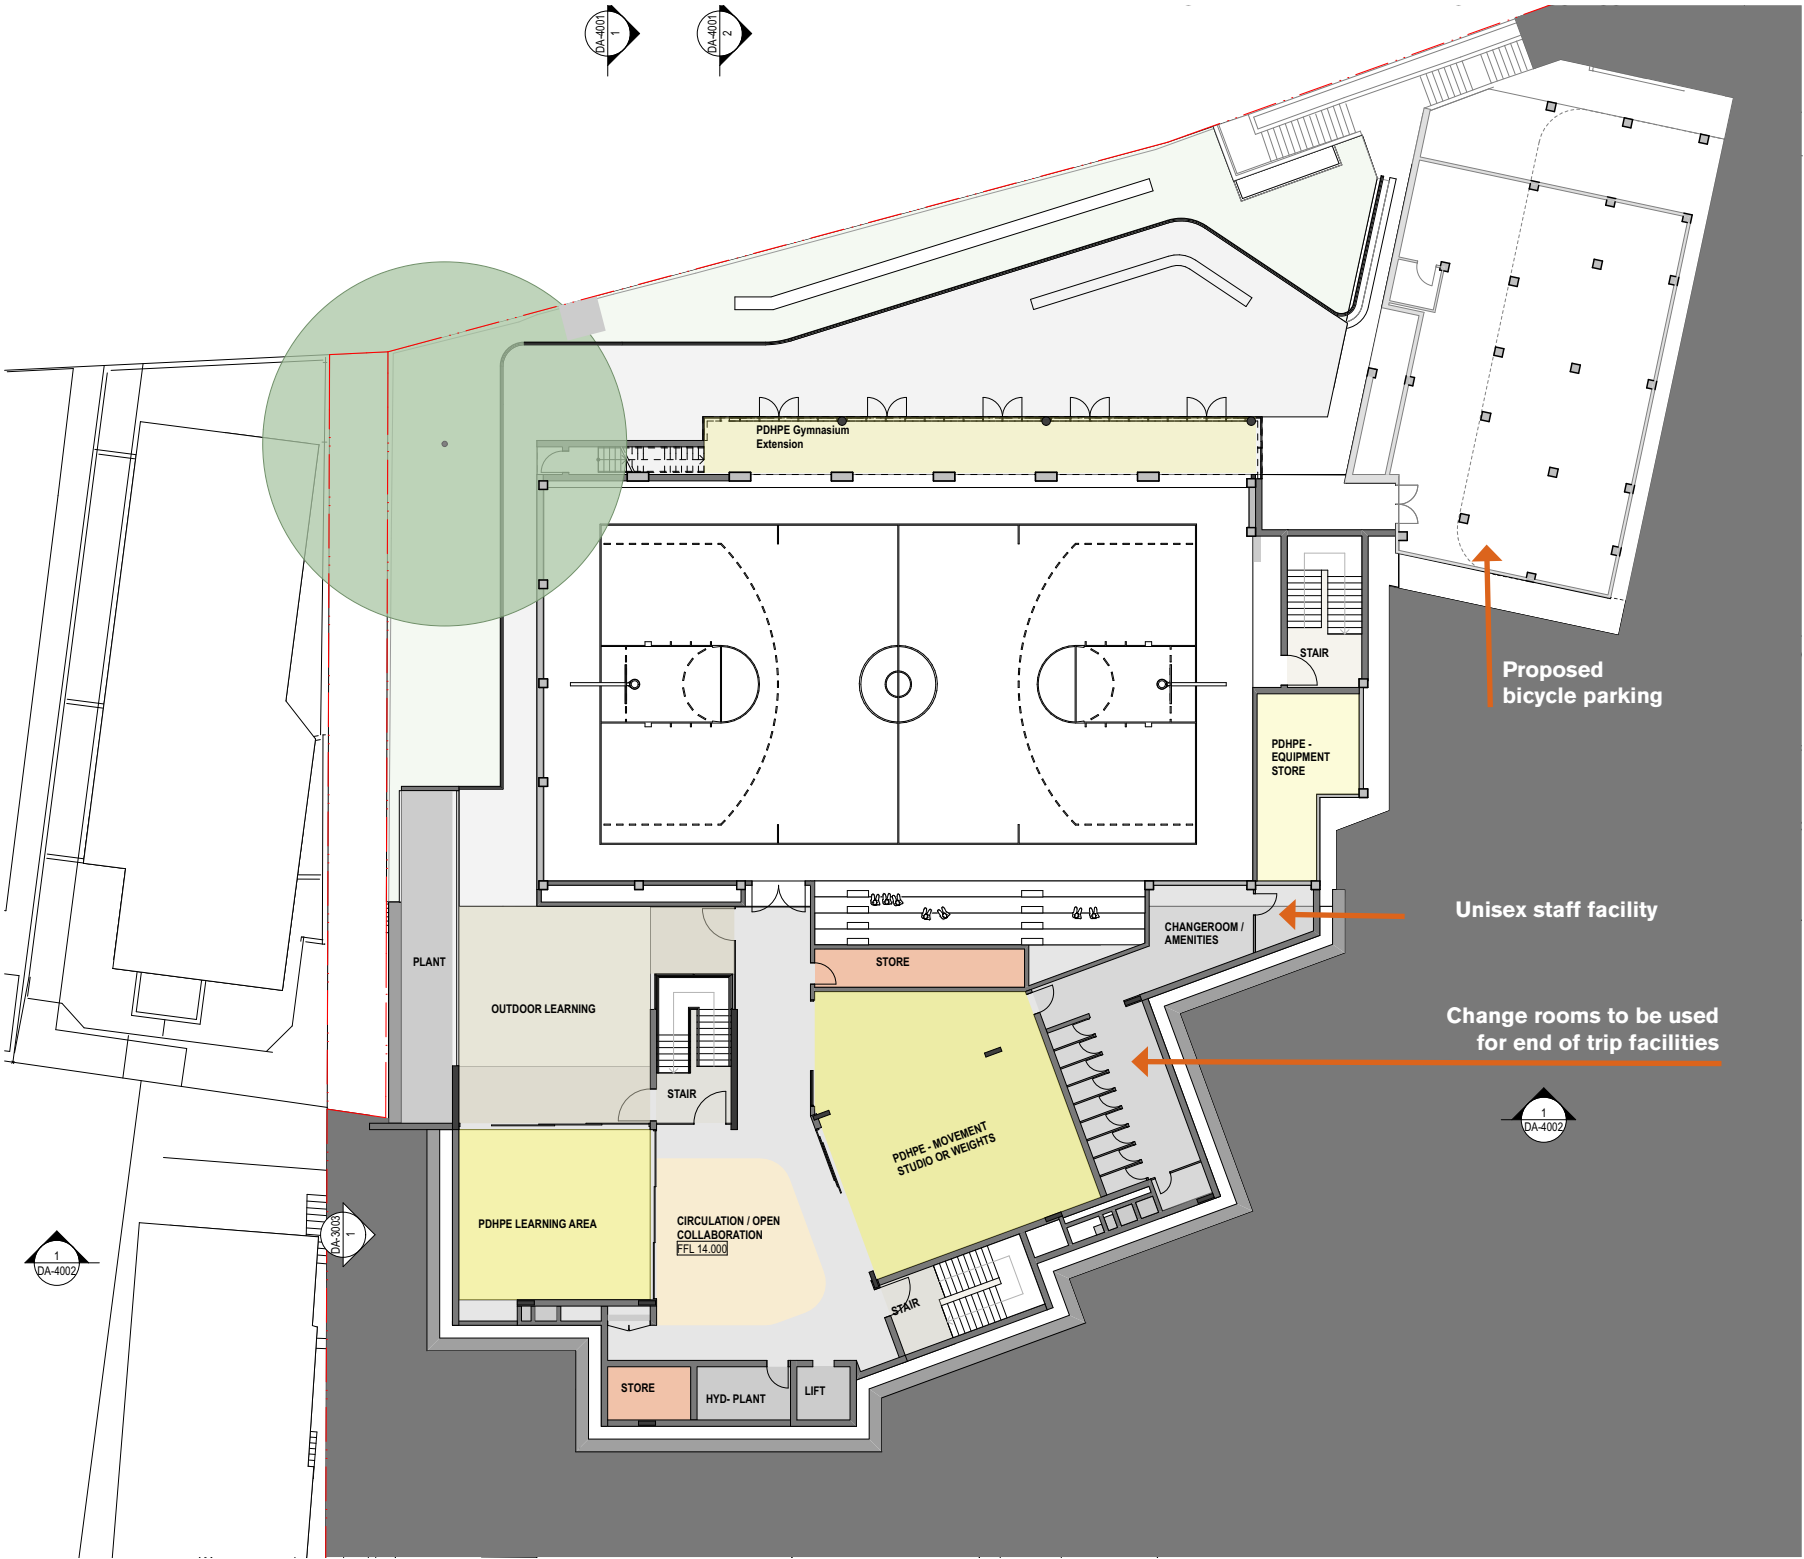 DA-4001
1
DA-4001
2
PDHPE Gymnasium
Extension
STAIR
Proposed
bicycle parking
PDHPE -
EQUIPMENT
STORE
Unisex staff facility
CHANGEROOM /
AMENITIES
PLANT
STORE
OUTDOOR LEARNING
Change rooms to be used
for end of trip facilities
STAIR
1
DA-4002
PDHPE - MOVEMENT
STUDIO OR WEIGHTS
PDHPE LEARNING AREA
CIRCULATION / OPEN
COLLABORATION
FFL 14.000
DA-3003
1
1
DA-4002
STAIR
STORE
HYD- PLANT
LIFT